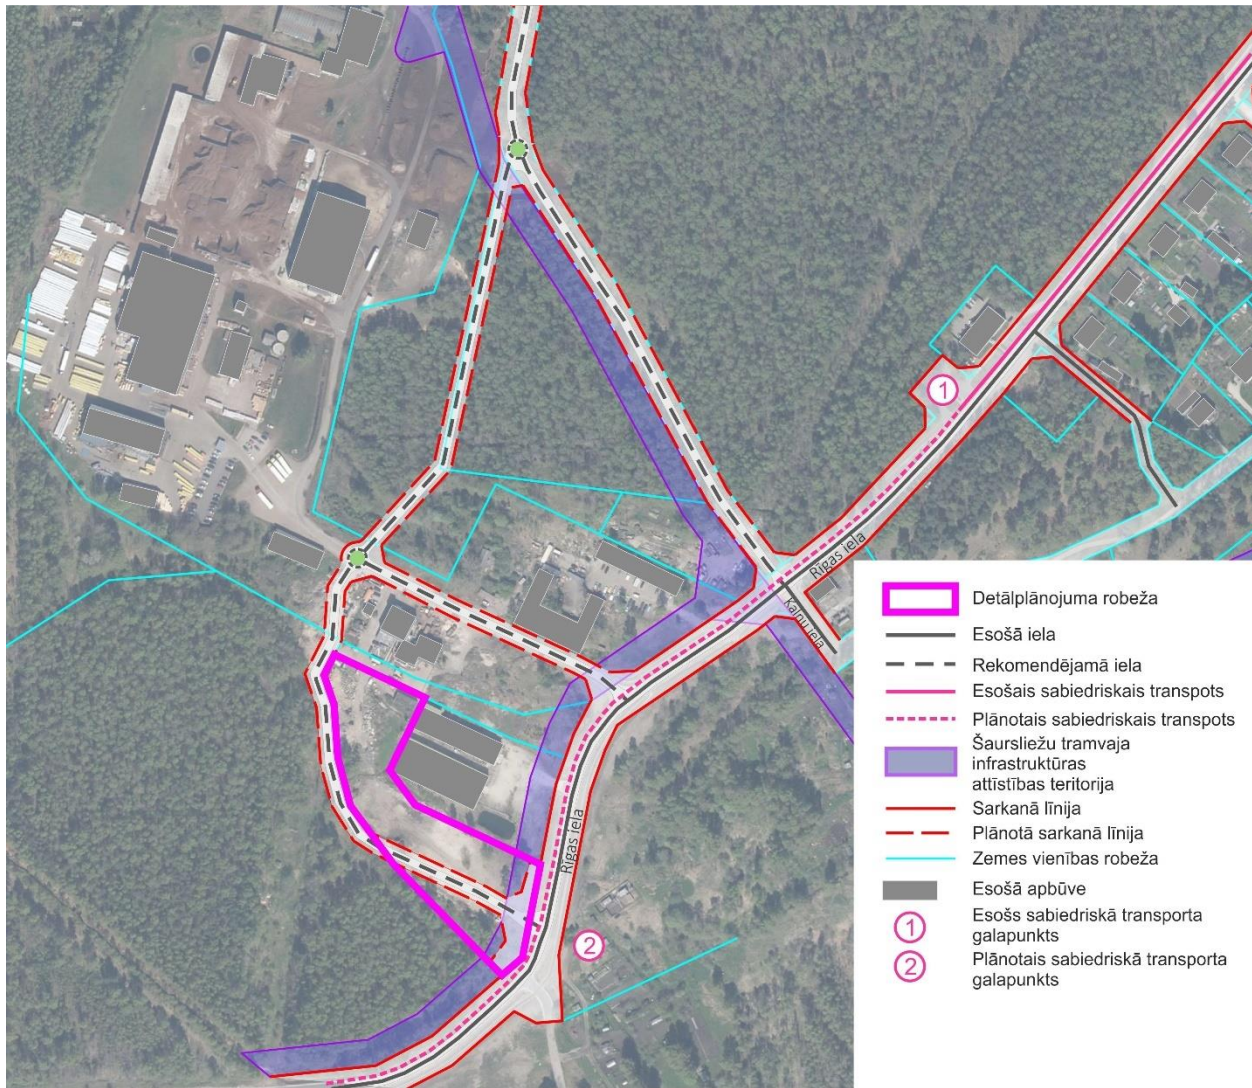 1
Rīgas iela
Kalnu iela
Rīgas iela
2
Detālplānojuma robeža
Esošā iela
Rekomendējamā iela
Esošais sabiedriskais transpots
Plānotais sabiedriskais transpots
Šaursliežu tramvaja
infrastruktūras
attīstības teritorija
Sarkanā līnija
Plānotā sarkanā līnija
Zemes vienības robeža
Esošā apbūve
1 Esošs sabiedriskā transporta
galapunkts
2 Plānotais sabiedriskā transporta
galapunkts